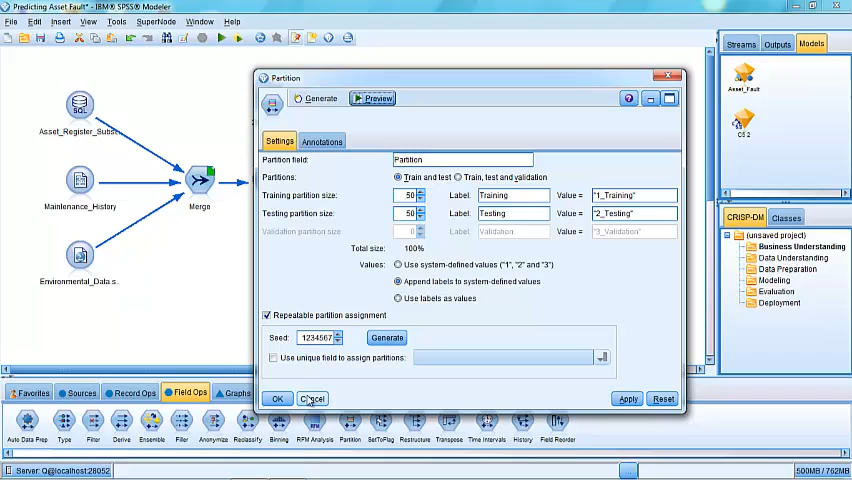 Predicting Asset Fault* - IBM® SPSS® Modeler
File Edit Insert View Tools SuperNode Window Help
SQL
Asset_Register_Subs..
Maintenance_History
Environmental_Data.s..
Merge
Partition
Generate Preview
Settings Annotations
Partition field: Partition
Partitions: Train and test Train, test and validation
Training partition size: 50 Label: Training Value = "1_Training"
Testing partition size: 50 Label: Testing Value = "2_Testing"
Validation partition size: 0 Label: Validation Value = "3_Validation"
Total size: 100%
Values: Use system-defined values ("1", "2" and "3")
Append labels to system-defined values
Use labels as values
Repeatable partition assignment
Seed: 1234567 Generate
Use unique field to assign partitions:
OK Cancel Apply Reset
Streams Outputs Models
Asset_Fault
C5 2
CRISP-DM Classes
(unsaved project)
Business Understanding
Data Understanding
Data Preparation
Modeling
Evaluation
Deployment
Favorites Sources Record Ops Field Ops Graphs
Auto Data Prep Type Filter Derive Ensemble Filler Anonymize Reclassify Binning RFM Analysis Partition SetToFlag Restructure Transpose Time Intervals History Field Reorder
Server: Q@localhost:28052 ... 500MB / 762MB